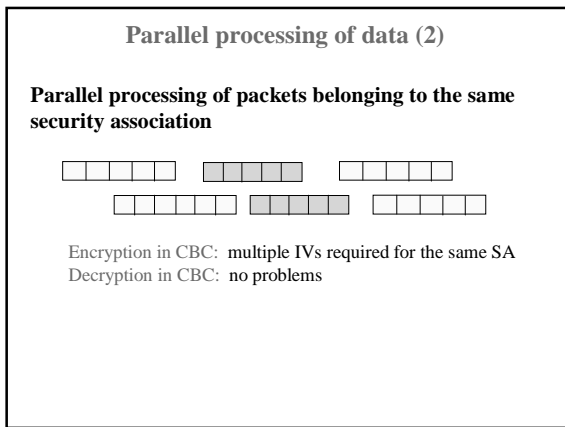 Parallel processing of data (2)
Parallel processing of packets belonging to the same
security association
Encryption in CBC: multiple IVs required for the same SA
Decryption in CBC: no problems